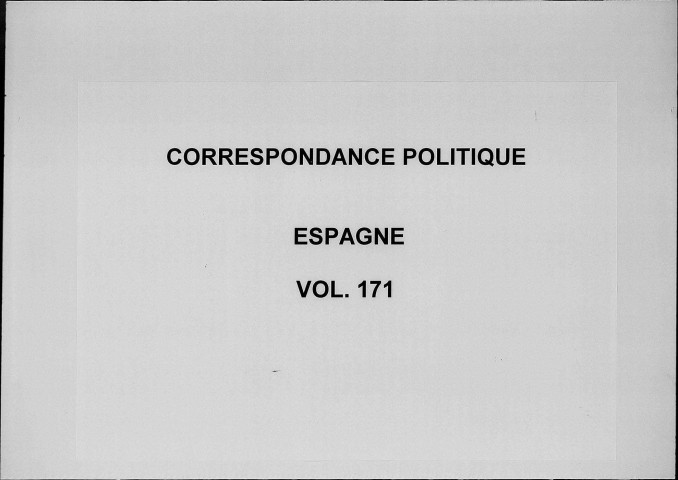 CORRESPONDANCE POLITIQUE
ESPAGNE
VOL. 171